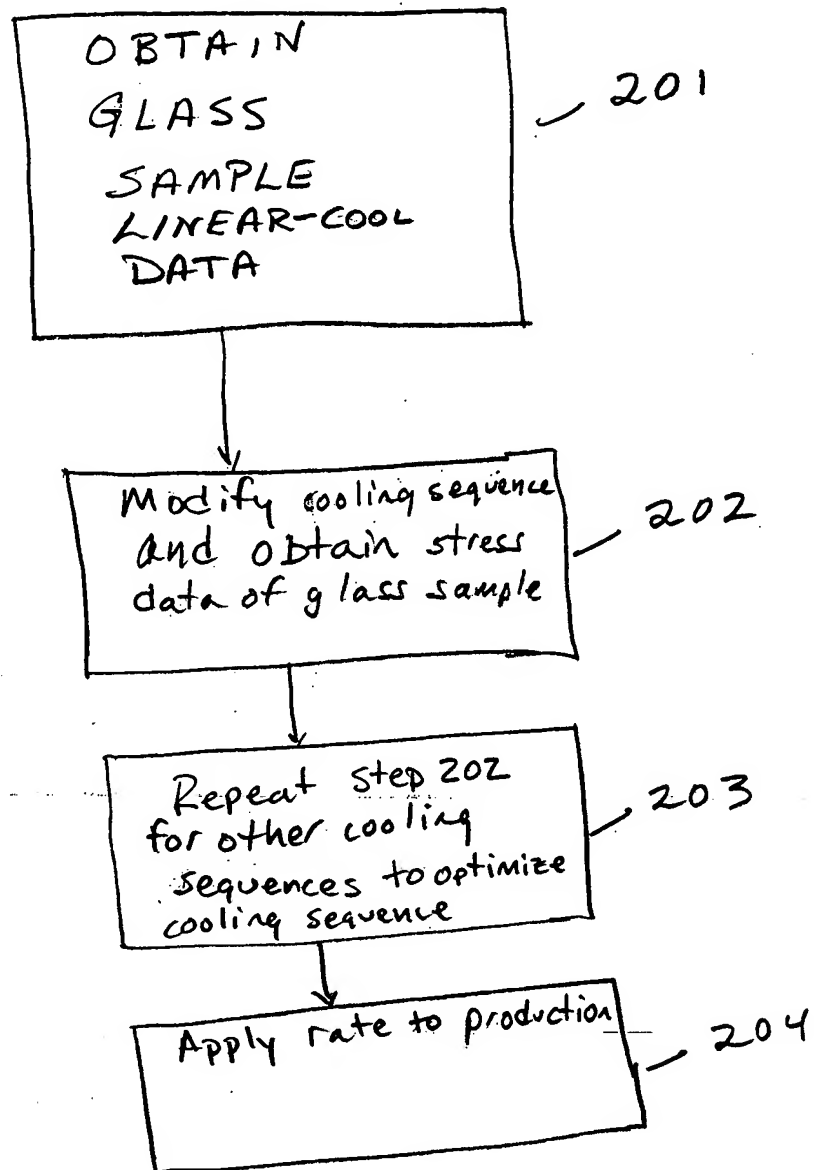 OBTAIN
GLASS
SAMPLE
LINEAR-COOL
DATA
201
Modify cooling sequence
and obtain stress
data of glass sample
202
Repeat step 202
for other cooling
sequences to optimize
cooling sequence
203
Apply rate to production
204